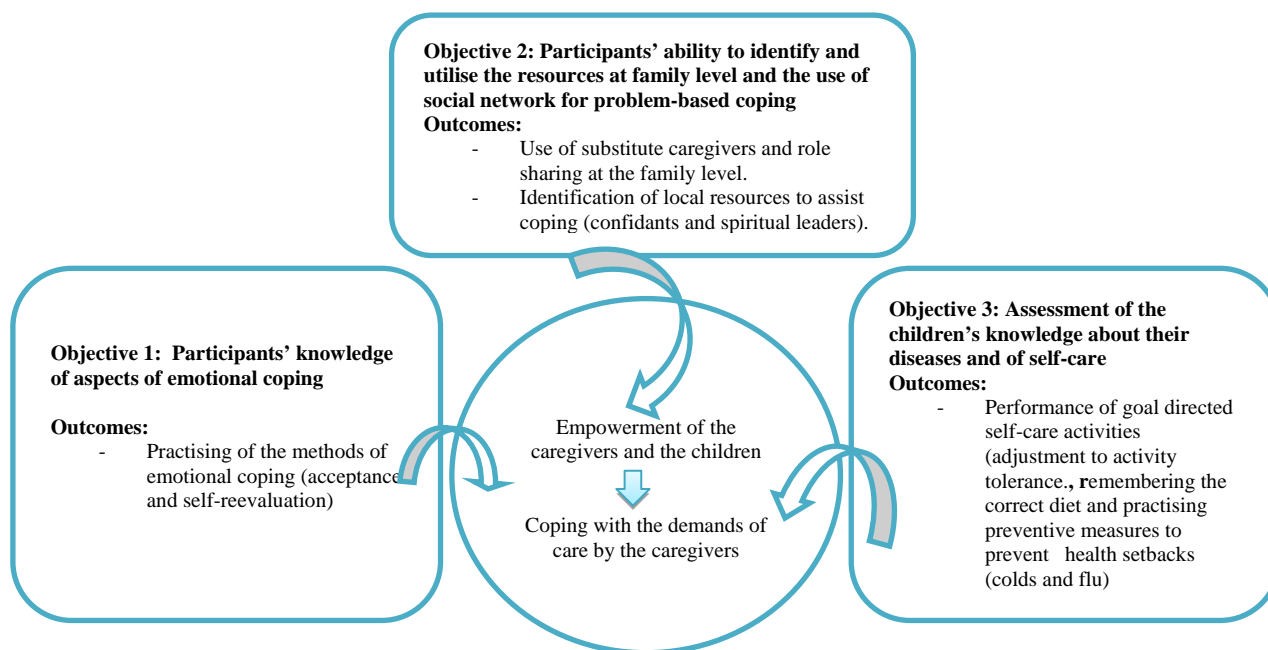 Objective 2: Participants' ability to identify and
utilise the resources at family level and the use of
social network for problem-based coping
Outcomes:
- Use of substitute caregivers and role
sharing at the family level.
- Identification of local resources to assist
coping (confidants and spiritual leaders).
Objective 1: Participants' knowledge
of aspects of emotional coping
Outcomes:
- Practising of the methods of
emotional coping (acceptance
and self-reevaluation)
Empowerment of the
caregivers and the children
Coping with the demands of
care by the caregivers
Objective 3: Assessment of the
children's knowledge about their
diseases and of self-care
Outcomes:
- Performance of goal directed
self-care activities
(adjustment to activity
tolerance., remembering the
correct diet and practising
preventive measures to
prevent health setbacks
(colds and flu)